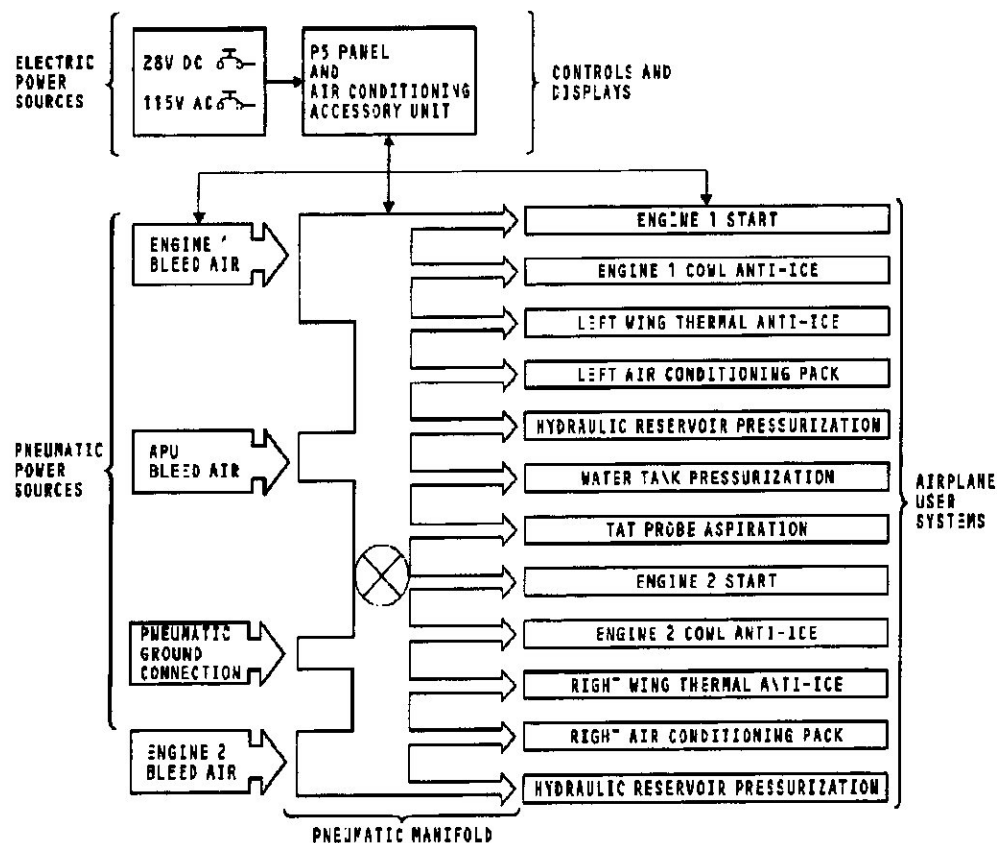 ELECTRIC
POWER
SOURCES
28V DC
115V AC
P5 PANEL
AND
AIR CONDITIONING
ACCESSORY UNIT
CONTROLS AND
DISPLAYS
PNEUMATIC
POWER
SOURCES
ENGINE
BLEED AIR
APU
BLEED AIR
PNEUMATIC
GROUND
CONNECTION
ENGINE 2
BLEED AIR
ENGINE 1 START
ENGINE 1 COWL ANTI-ICE
LEFT WING THERMAL ANTI-ICE
LEFT AIR CONDITIONING PACK
HYDRAULIC RESERVOIR PRESSURIZATION
WATER TANK PRESSURIZATION
TAT PROBE ASPIRATION
ENGINE 2 START
ENGINE 2 COWL ANTI-ICE
RIGHT WING THERMAL ANTI-ICE
RIGHT AIR CONDITIONING PACK
HYDRAULIC RESERVOIR PRESSURIZATION
AIRPLANE
USER
SYSTEMS
PNEUMATIC MANIFOLD